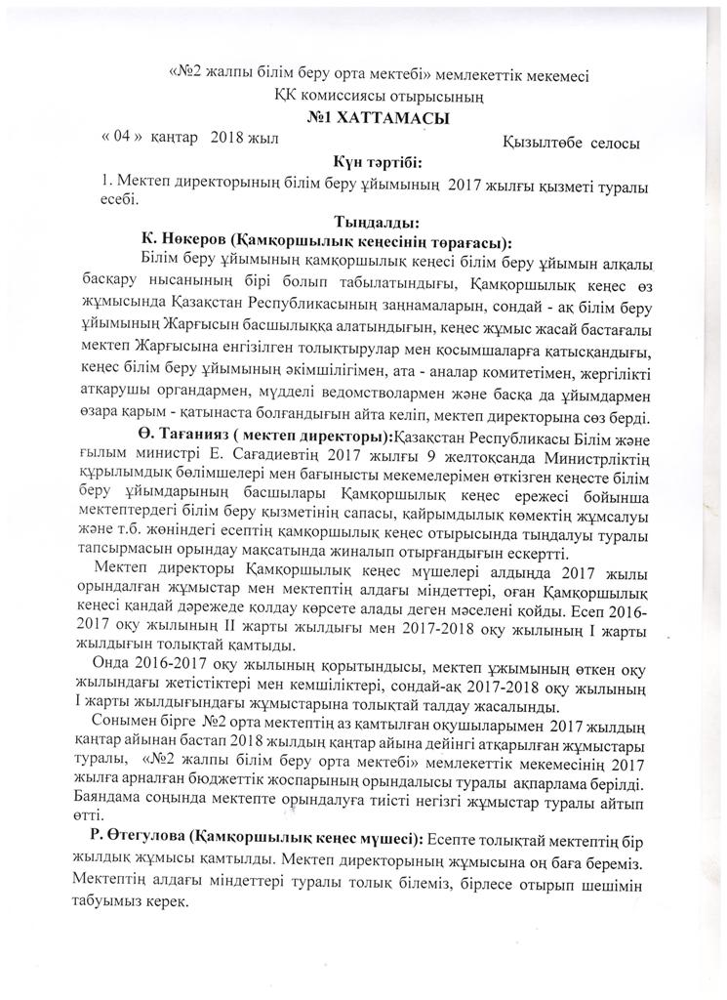 «№2 жалпы білім беру орта мектебі» мемлекеттік мекемесі
ҚК комиссиясы отырысының
№1 ХАТТАМАСЫ
« 04 » қаңтар 2018 жыл Қызылтөбе селосы
Күн тәртібі:
1. Мектеп директорының білім беру ұйымының 2017 жылғы қызметі туралы
есебі.
Тыңдалды:
К. Нөкеров (Қамқоршылық кеңесінің төрағасы):
Білім беру ұйымының қамқоршылық кеңесі білім беру ұйымын алқалы
басқару нысанының бірі болып табылатындығы, Қамқоршылық кеңес өз
жұмысында Қазақстан Республикасының заңнамаларын, сондай - ақ білім беру
ұйымының Жарғысын басшылыққа алатындығын, кеңес жұмыс жасай бастағалы
мектеп Жарғысына енгізілген толықтырулар мен қосымшаларға қатысқандығы,
кеңес білім беру ұйымының әкімшілігімен, ата - аналар комитетімен, жергілікті
атқарушы органдармен, мүдделі ведомстволармен және басқа да ұйымдармен
өзара қарым - қатынаста болғандығын айта келіп, мектеп директорына сөз берді.
Ө. Тағанияз ( мектеп директоры):Қазақстан Республикасы Білім және
ғылым министрі Е. Сағадиевтің 2017 жылғы 9 желтоқсанда Министрліктің
құрылымдық бөлімшелері мен бағынысты мекемелерімен өткізген кеңесте білім
беру ұйымдарының басшылары Қамқоршылық кеңес ережесі бойынша
мектептердегі білім беру қызметінің сапасы, қайрымдылық көмектің жұмсалуы
және т.б. жөніндегі есептің қамқоршылық кеңес отырысында тыңдалуы туралы
тапсырмасын орындау мақсатында жиналып отырғандығын ескертті.
Мектеп директоры Қамқоршылық кеңес мүшелері алдында 2017 жылы
орындалған жұмыстар мен мектептің алдағы міндеттері, оған Қамқоршылық
кеңесі қандай дәрежеде қолдау көрсете алады деген мәселені қойды. Есеп 2016-
2017 оқу жылының II жарты жылдығы мен 2017-2018 оқу жылының I жарты
жылдығын толықтай қамтыды.
Онда 2016-2017 оқу жылының қорытындысы, мектеп ұжымының өткен оқу
жылындағы жетістіктері мен кемшіліктері, сондай-ақ 2017-2018 оқу жылының
I жарты жылдығындағы жұмыстарына толықтай талдау жасалынды.
Сонымен бірге №2 орта мектептің аз қамтылған оқушыларымен 2017 жылдың
қаңтар айынан бастап 2018 жылдың қаңтар айына дейінгі атқарылған жұмыстары
туралы, «№2 жалпы білім беру орта мектебі» мемлекеттік мекемесінің 2017
жылға арналған бюджеттік жоспарының орындалысы туралы ақпарлама берілді.
Баяндама соңында мектепте орындалуға тиісті негізгі жұмыстар туралы айтып
өтті.
Р. Өтегулова (Қамқоршылық кеңес мүшесі): Есепте толықтай мектептің бір
жылдық жұмысы қамтылды. Мектеп директорының жұмысына оң баға береміз.
Мектептің алдағы міндеттері туралы толық білеміз, бірлесе отырып шешімін
табуымыз керек.